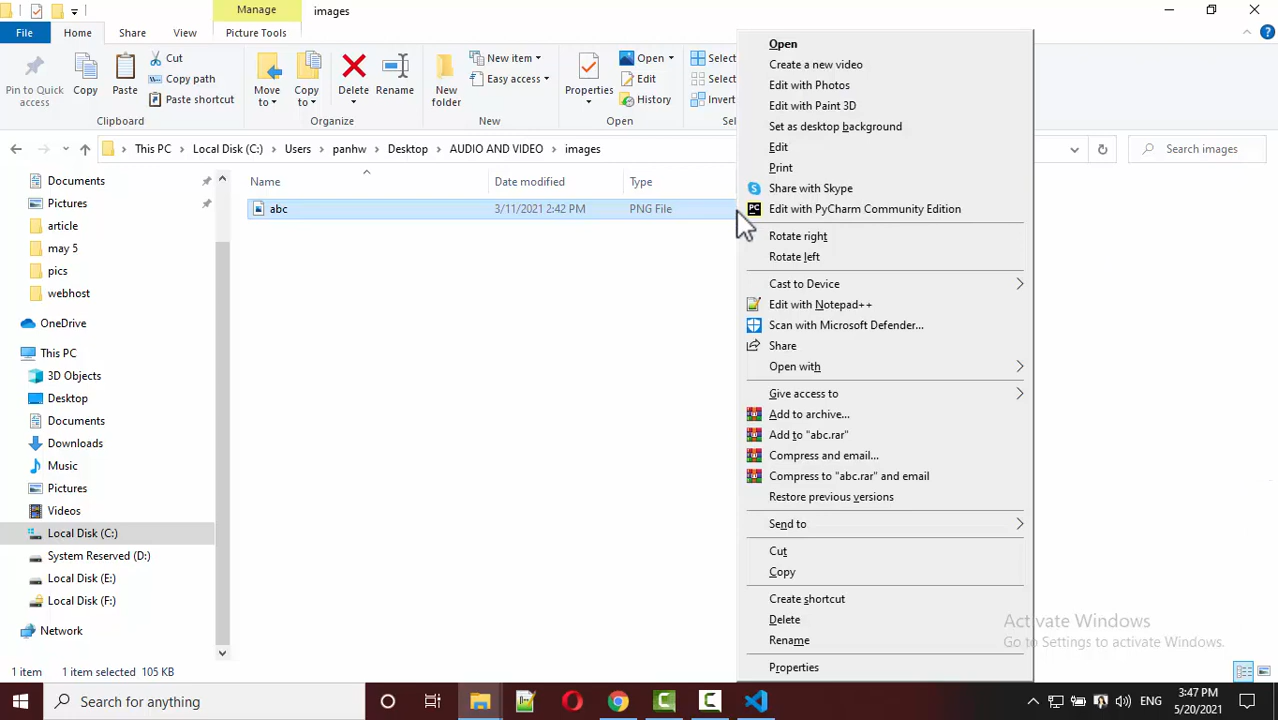 Manage
images
File
Home
Share
View
Picture Tools
Pin to Quick access
Copy
Paste
Cut
Copy path
Paste shortcut
Clipboard
Move to
Copy to
Delete
Rename
Organize
New folder
New item
Easy access
New
Properties
Open
Edit
History
Open
Select
Select
Invert
Se
This PC
Local Disk (C:)
Users
panhw
Desktop
AUDIO AND VIDEO
images
Search images
Name
Date modified
Type
abc
3/11/2021 2:42 PM
PNG File
Documents
Pictures
article
may 5
pics
webhost
OneDrive
This PC
3D Objects
Desktop
Documents
Downloads
Music
Pictures
Videos
Local Disk (C:)
System Reserved (D:)
Local Disk (E:)
Local Disk (F:)
Network
Open
Create a new video
Edit with Photos
Edit with Paint 3D
Set as desktop background
Edit
Print
Share with Skype
Edit with PyCharm Community Edition
Rotate right
Rotate left
Cast to Device
Edit with Notepad++
Scan with Microsoft Defender...
Share
Open with
Give access to
Add to archive...
Add to "abc.rar"
Compress and email...
Compress to "abc.rar" and email
Restore previous versions
Send to
Cut
Copy
Create shortcut
Delete
Rename
Properties
Activate Windows
Go to Settings to activate Windows.
1 item
1 item selected 105 KB
Search for anything
ENG
3:47 PM
5/20/2021